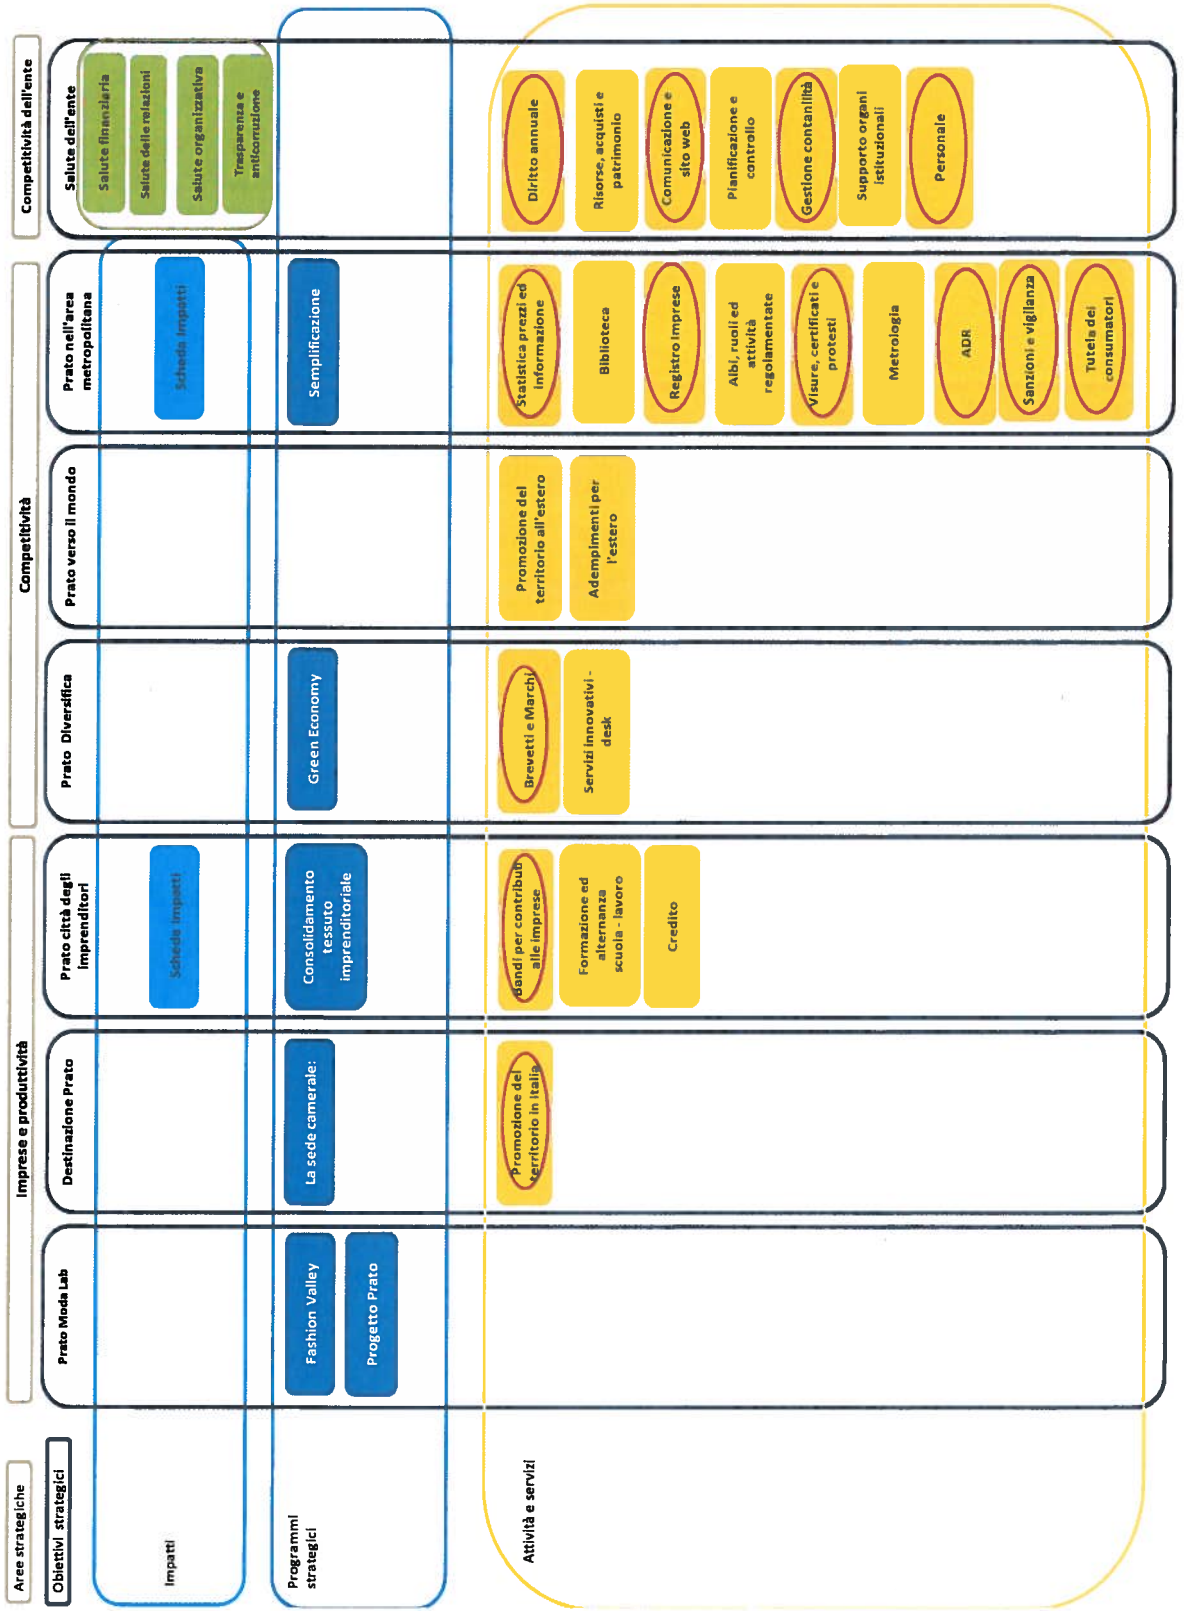 Aree strategiche
Imprese e produttività
Competitività
Competitività dell'ente
Obiettivi strategici
Prato Moda Lab
Destinazione Prato
Prato città degli
imprenditori
Prato Diversifica
Prato verso il mondo
Prato nell'area
metropolitana
Salute dell'ente
Impatti
Schede Impatti
Scheda Impatti
Salute finanziaria
Salute delle relazioni
Salute organizzativa
Trasparenza e
anticorruzione
Programmi
strategici
Fashion Valley
Progetto Prato
La sede camerale:
Consolidamento
tessuto
imprenditoriale
Green Economy
Semplificazione
Attività e servizi
Promozione del
territorio in Italia
Bandi per contributi
alle imprese
Formazione ed
alternanza
scuola - lavoro
Credito
Brevetti e Marchi
Servizi innovativi -
desk
Promozione del
territorio all'estero
Adempimenti per
l'estero
Statistica prezzi ed
informazione
Biblioteca
Registro Imprese
Albi, ruoli ed
attività
regolamentate
Visure, certificati e
protesti
Metrologia
ADR
Sanzioni e vigilanza
Tutela dei
consumatori
Diritto annuale
Risorse, acquisti e
patrimonio
Comunicazione e
sito web
Pianificazione e
controllo
Gestione contanilità
Supporto organi
istituzionali
Personale